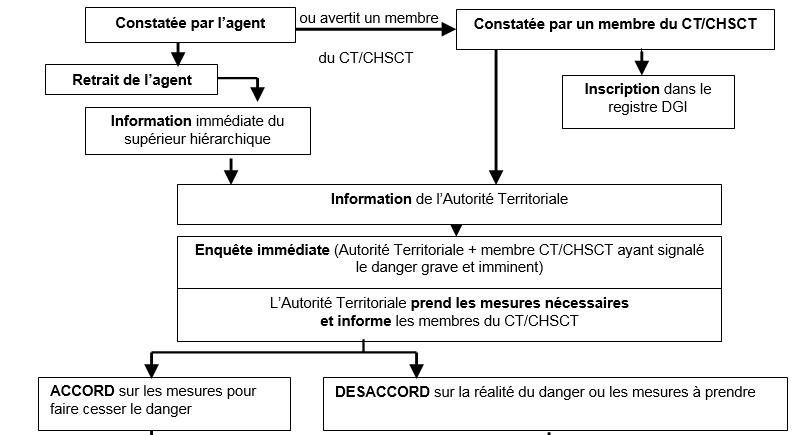 Constatée par l'agent
ou avertit un membre
du CT/CHSCT
Constatée par un membre du CT/CHSCT
Retrait de l'agent
Inscription dans le
registre DGI
Information immédiate du
supérieur hiérarchique
Information de l'Autorité Territoriale
Enquête immédiate (Autorité Territoriale + membre CT/CHSCT ayant signalé
le danger grave et imminent)
L'Autorité Territoriale prend les mesures nécessaires
et informe les membres du CT/CHSCT
ACCORD sur les mesures pour
faire cesser le danger
DESACCORD sur la réalité du danger ou les mesures à prendre